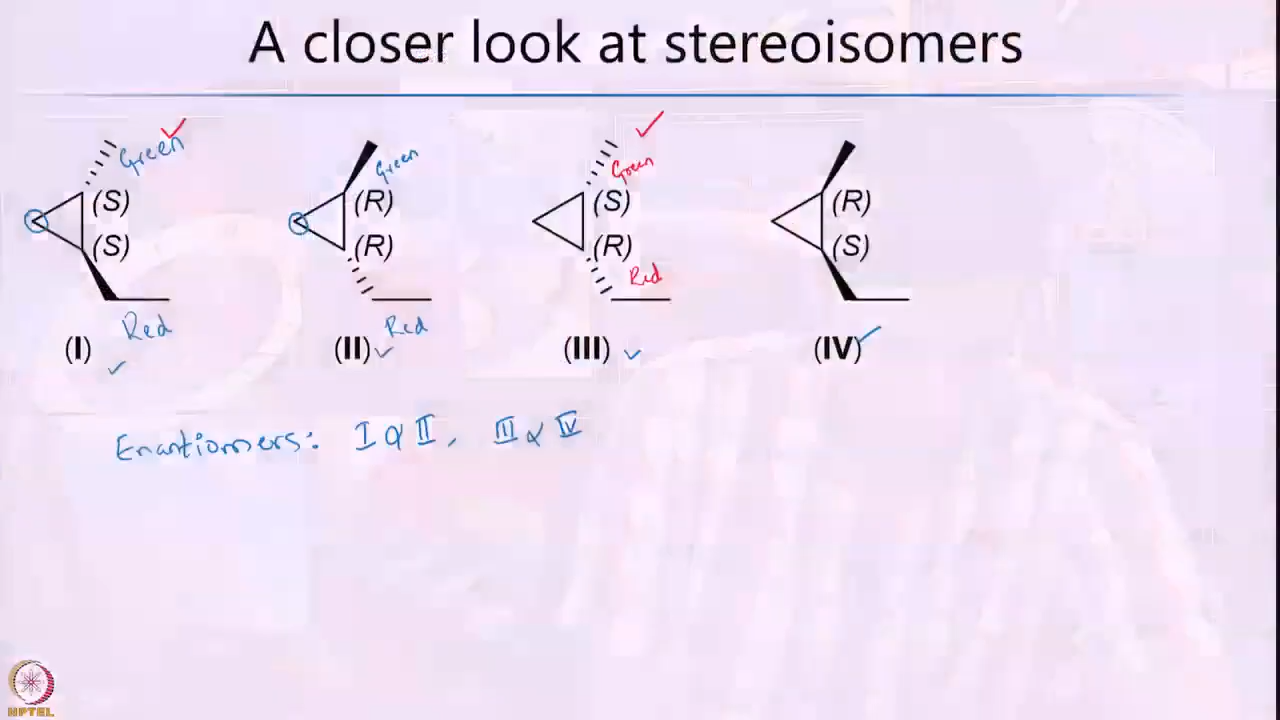 A closer look at stereoisomers
Green
(S)
(S)
Red
(I)
Green
(R)
(R)
Red
(II)
Green
(S)
(R)
Red
(III)
(R)
(S)
(IV)
Enantiomers: I & II, III & IV
NPTEL